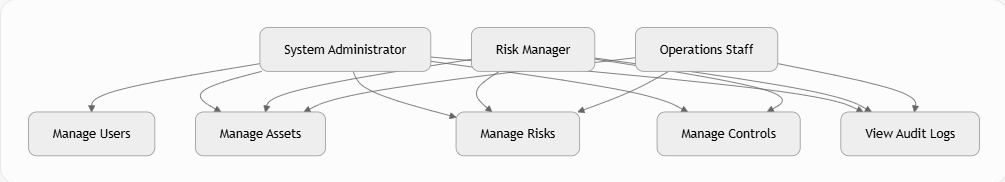 System Administrator
Risk Manager
Operations Staff
Manage Users
Manage Assets
Manage Risks
Manage Controls
View Audit Logs